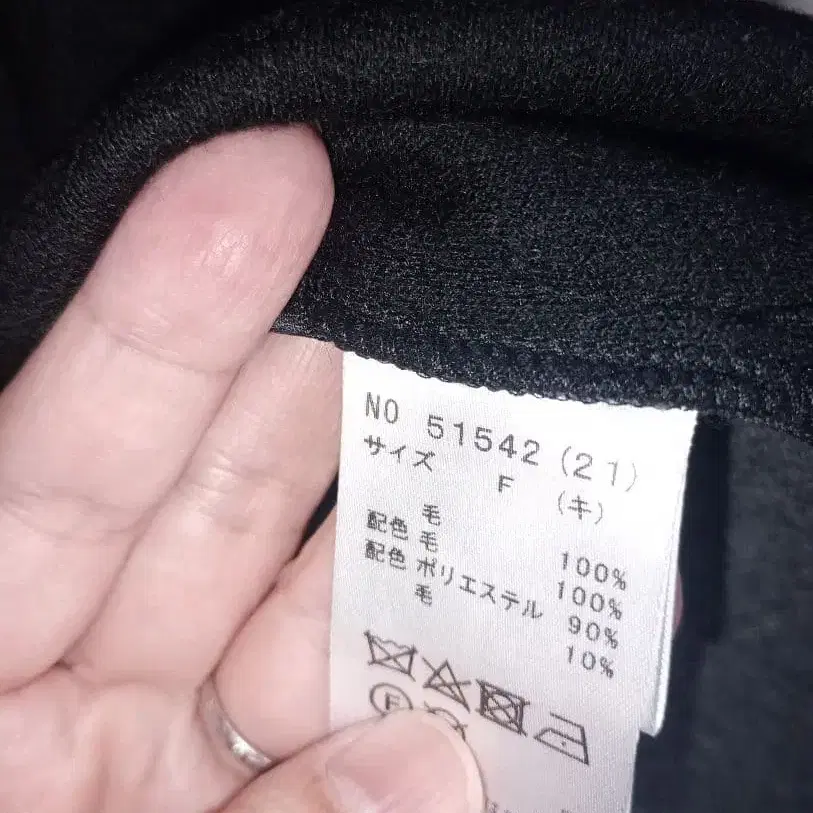 NO 51542 (21)
サイズ F (キ)
毛 100%
配色 毛 100%
配色 ポリエステル 90%
毛 10%
F